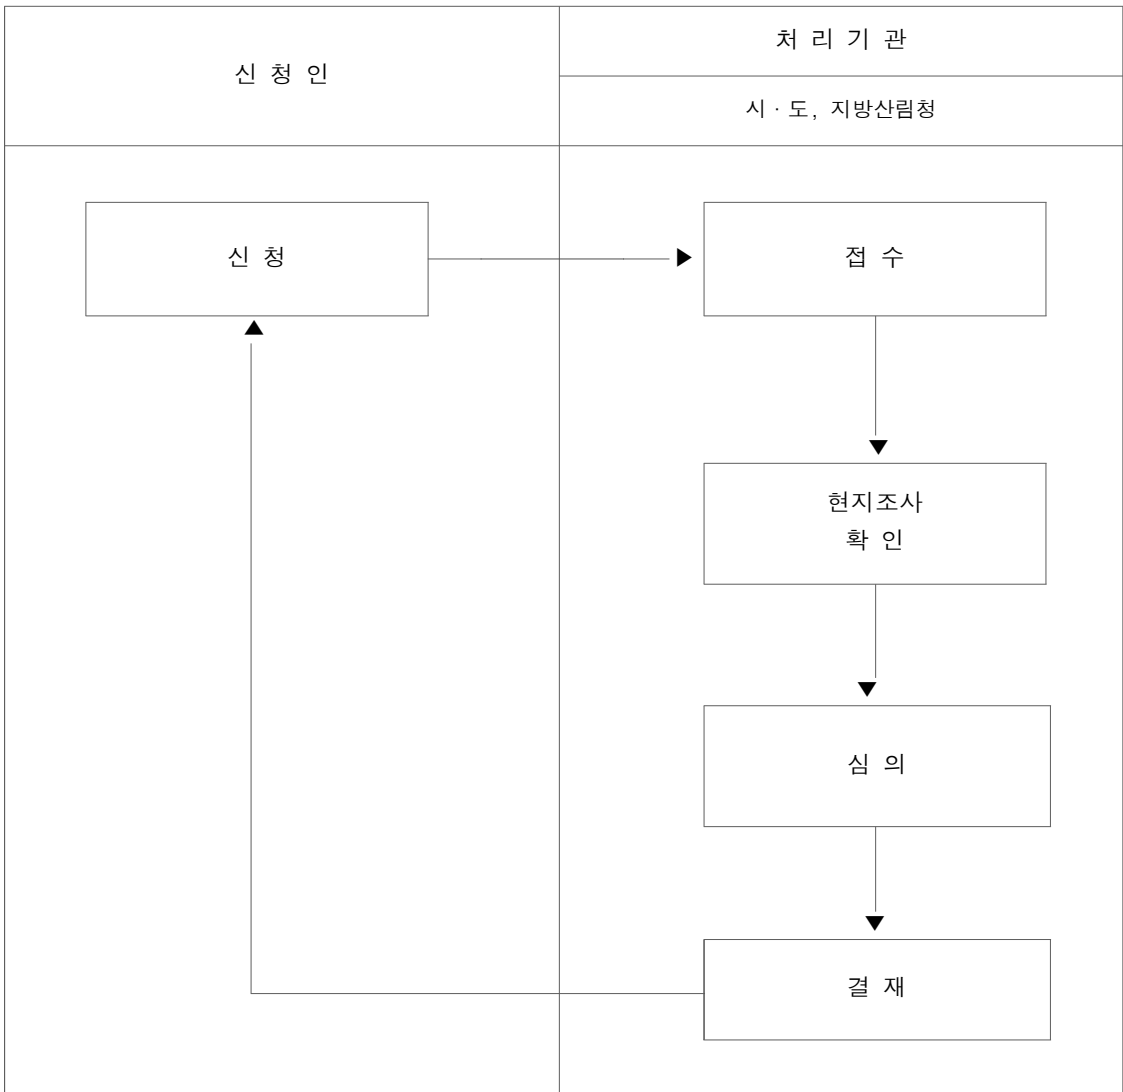 신 청 인
처 리 기 관
시 · 도, 지방산림청
신 청
접 수
현지조사
확 인
심 의
결 재